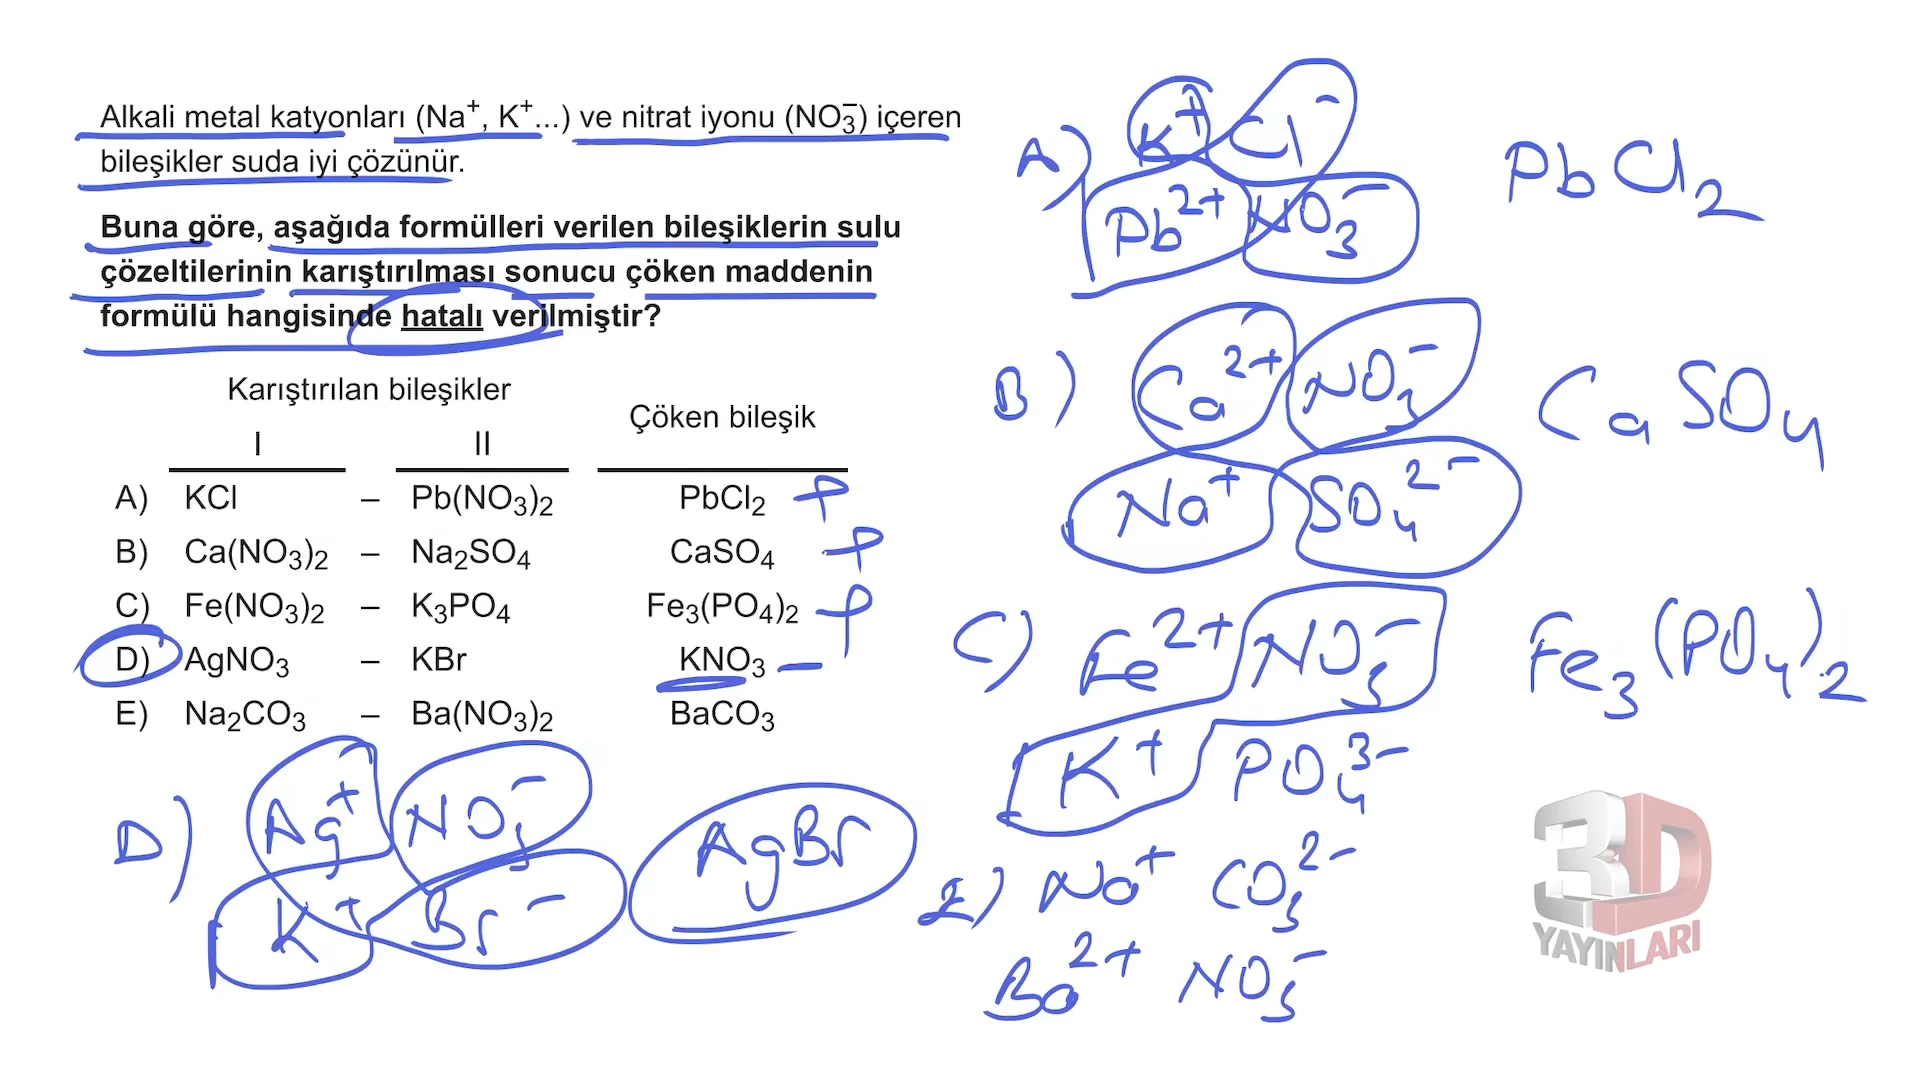 Alkali metal katyonları (Na⁺, K⁺...) ve nitrat iyonu (NO₃⁻) içeren
bileşikler suda iyi çözünür.
Buna göre, aşağıda formülleri verilen bileşiklerin sulu
çözeltilerinin karıştırılması sonucu çöken maddenin
formülü hangisinde hatalı verilmiştir?
Karıştırılan bileşikler
Çöken bileşik
I II
A) KCl – Pb(NO₃)₂ PbCl₂ +
B) Ca(NO₃)₂ – Na₂SO₄ CaSO₄ +
C) Fe(NO₃)₂ – K₃PO₄ Fe₃(PO₄)₂ +
D) AgNO₃ – KBr KNO₃ –
E) Na₂CO₃ – Ba(NO₃)₂ BaCO₃
A) K⁺ Cl⁻
Pb²⁺ NO₃⁻
PbCl₂
B) Ca²⁺ NO₃⁻
Na⁺ SO₄²⁻
CaSO₄
C) Fe²⁺ NO₃⁻
K⁺ PO₄³⁻
Fe₃(PO₄)₂
D) Ag⁺ NO₃⁻
K⁺ Br⁻
AgBr
E) Na⁺ CO₃²⁻
Ba²⁺ NO₃⁻
3D
YAYINLARI